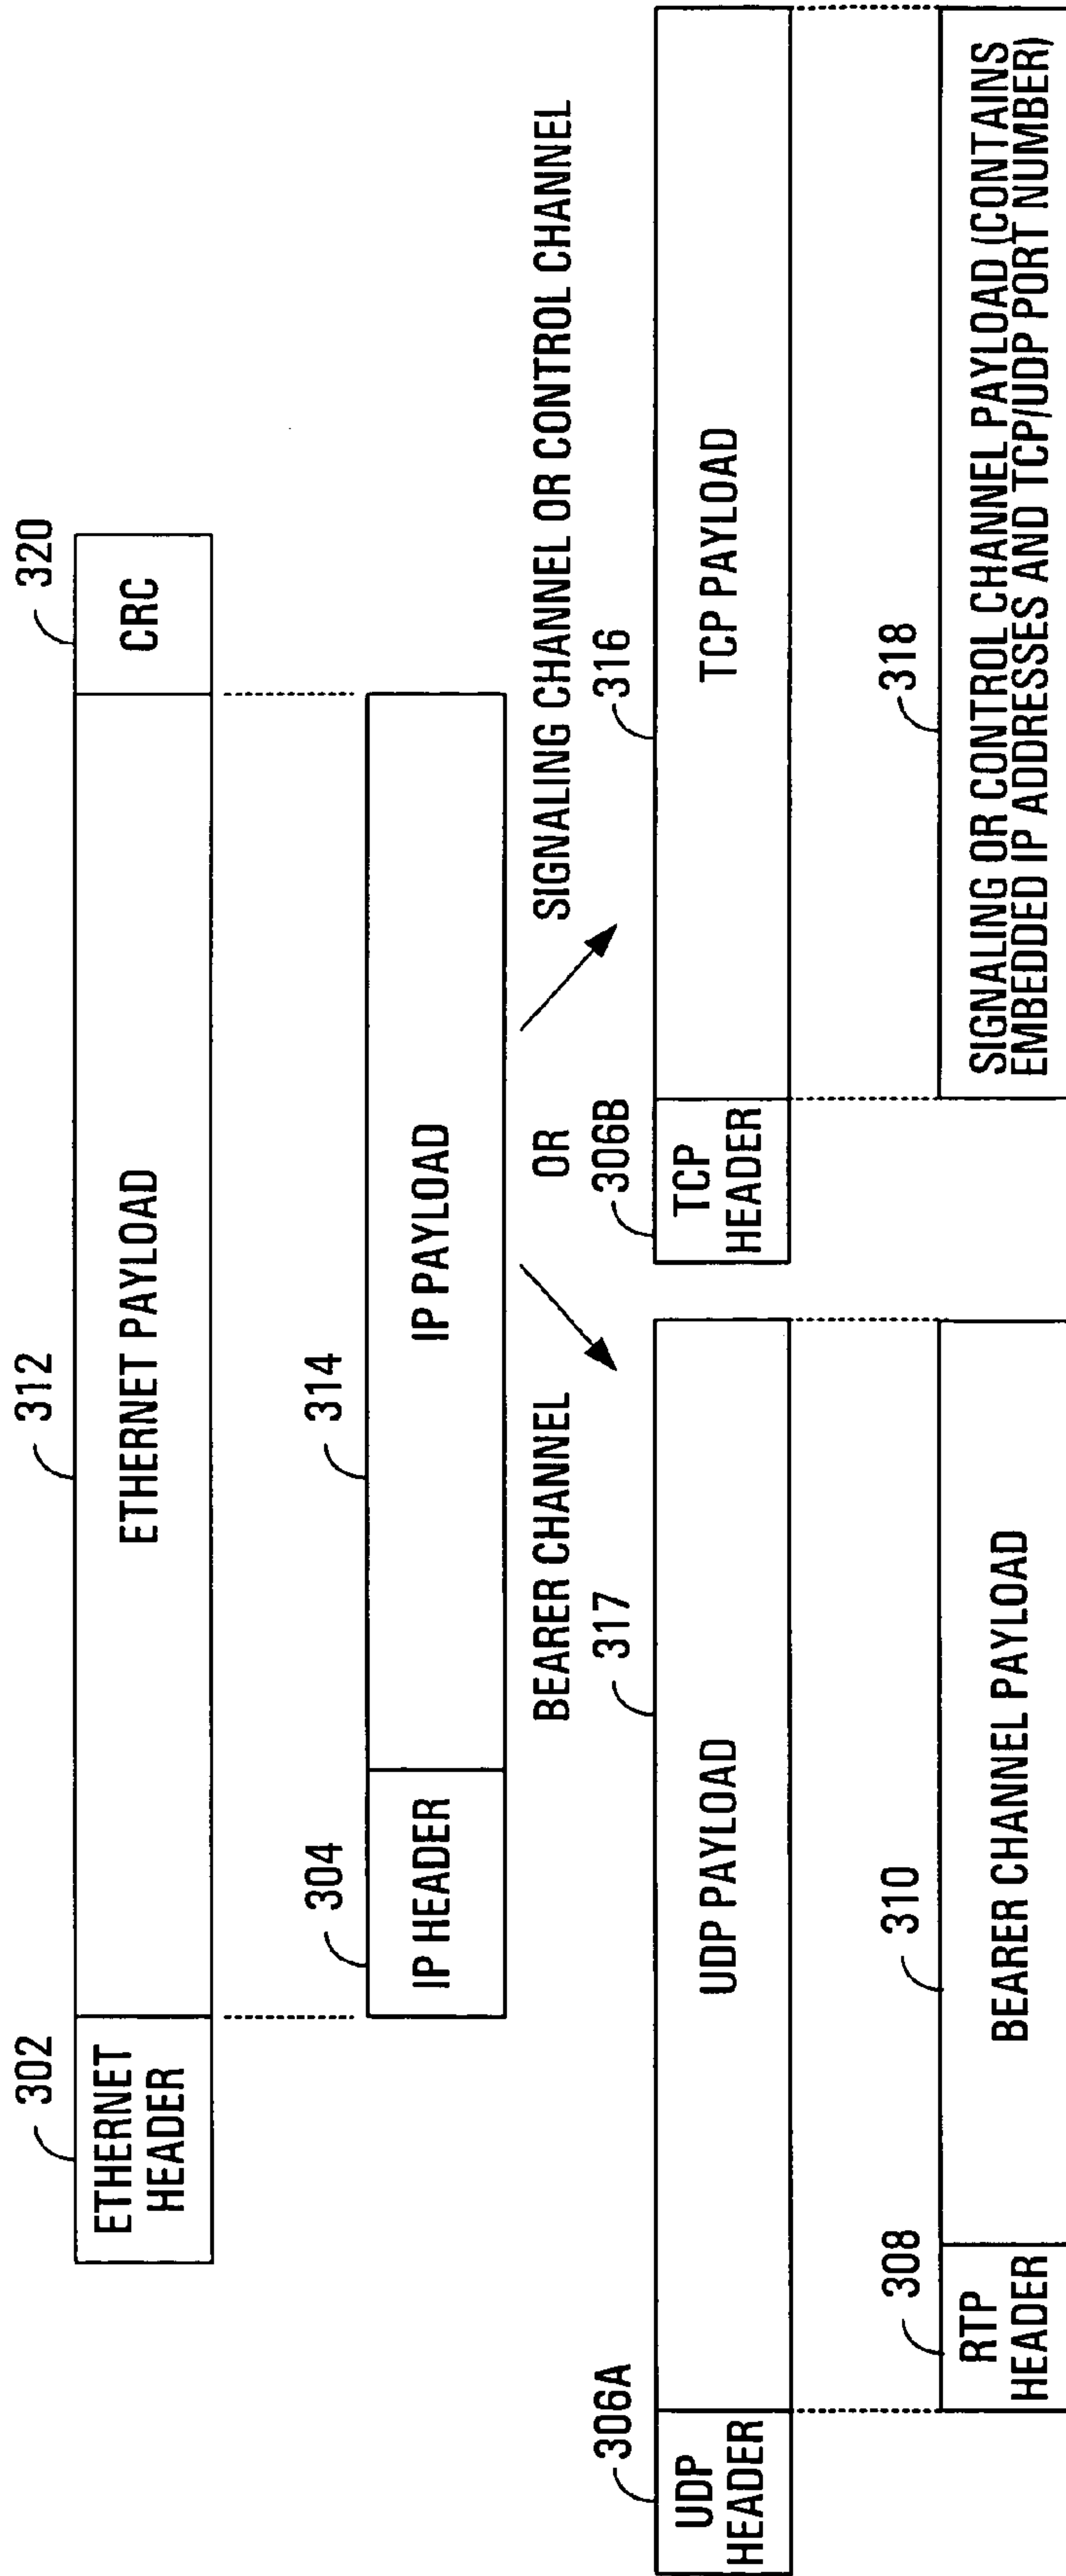 302
312
320
ETHERNET
HEADER
ETHERNET PAYLOAD
CRC
304
314
IP HEADER
IP PAYLOAD
BEARER CHANNEL
OR
SIGNALING CHANNEL OR CONTROL CHANNEL
306A
317
306B
316
UDP
HEADER
UDP PAYLOAD
TCP
HEADER
TCP PAYLOAD
308
310
318
RTP
HEADER
BEARER CHANNEL PAYLOAD
SIGNALING OR CONTROL CHANNEL PAYLOAD (CONTAINS
EMBEDDED IP ADDRESSES AND TCP/UDP PORT NUMBER)